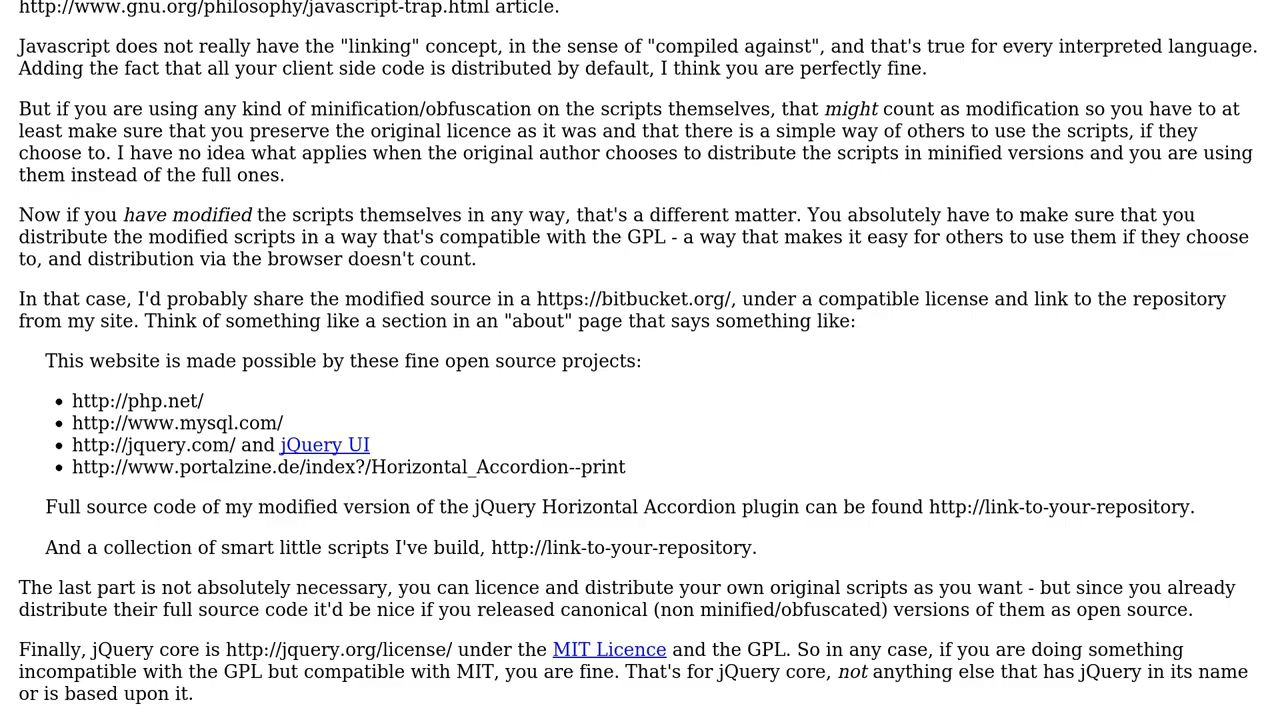 http://www.gnu.org/philosophy/javascript-trap.html article.
Javascript does not really have the "linking" concept, in the sense of "compiled against", and that's true for every interpreted language.
Adding the fact that all your client side code is distributed by default, I think you are perfectly fine.
But if you are using any kind of minification/obfuscation on the scripts themselves, that might count as modification so you have to at
least make sure that you preserve the original licence as it was and that there is a simple way of others to use the scripts, if they
choose to. I have no idea what applies when the original author chooses to distribute the scripts in minified versions and you are using
them instead of the full ones.
Now if you have modified the scripts themselves in any way, that's a different matter. You absolutely have to make sure that you
distribute the modified scripts in a way that's compatible with the GPL - a way that makes it easy for others to use them if they choose
to, and distribution via the browser doesn't count.
In that case, I'd probably share the modified source in a https://bitbucket.org/, under a compatible license and link to the repository
from my site. Think of something like a section in an "about" page that says something like:
This website is made possible by these fine open source projects:
• http://php.net/
• http://www.mysql.com/
• http://jquery.com/ and jQuery UI
• http://www.portalzine.de/index?/Horizontal_Accordion--print
Full source code of my modified version of the jQuery Horizontal Accordion plugin can be found http://link-to-your-repository.
And a collection of smart little scripts I've build, http://link-to-your-repository.
The last part is not absolutely necessary, you can licence and distribute your own original scripts as you want - but since you already
distribute their full source code it'd be nice if you released canonical (non minified/obfuscated) versions of them as open source.
Finally, jQuery core is http://jquery.org/license/ under the MIT Licence and the GPL. So in any case, if you are doing something
incompatible with the GPL but compatible with MIT, you are fine. That's for jQuery core, not anything else that has jQuery in its name
or is based upon it.